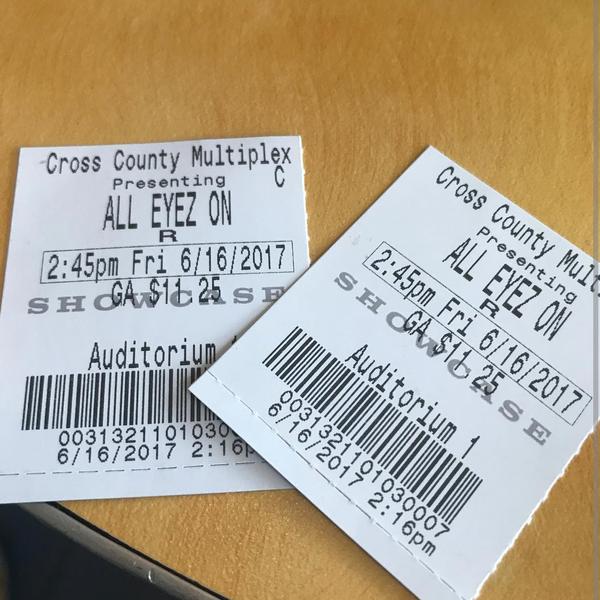 Cross County Multiplex
Presenting C
ALL EYEZ ON
R
2:45pm Fri 6/16/2017
GA $11.25
SHOWCASE
Auditorium
0031321101030
6/16/2017 2:16p
Cross County Mult
Presenting
ALL EYEZ ON
R
2:45pm Fri 6/16/2017
GA $11.25
SHOWCASE
Auditorium 1
0031321101030007
6/16/2017 2:16pm